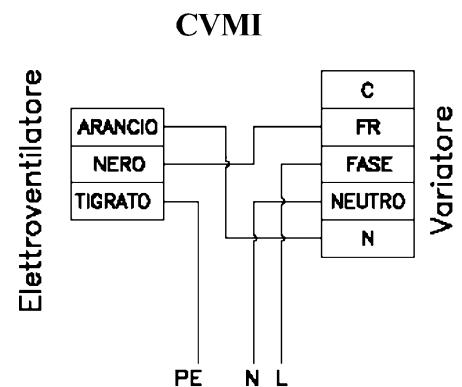 CVMI
Elettroventilatore
ARANCIO
NERO
TIGRATO
C
FR
FASE
NEUTRO
N
Variatore
PE N L